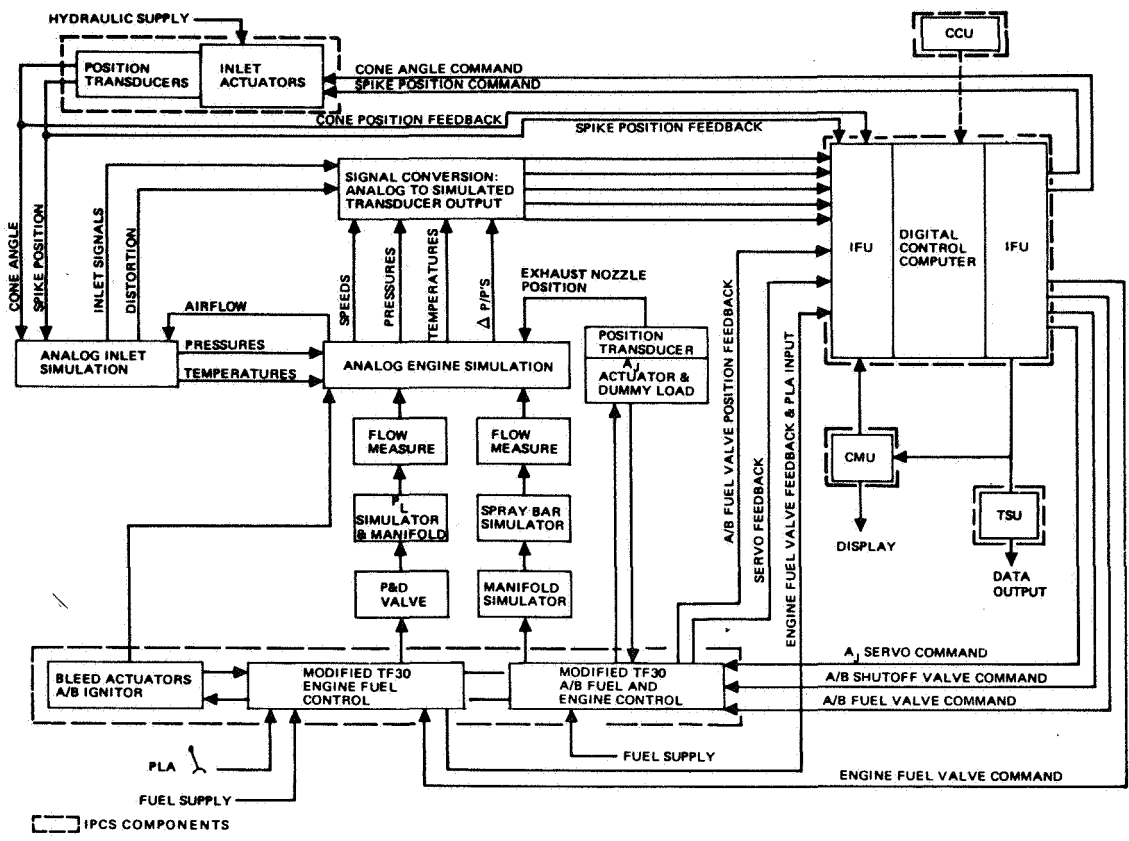 HYDRAULIC SUPPLY
CCU
POSITION
TRANSDUCERS
INLET
ACTUATORS
CONE ANGLE COMMAND
SPIKE POSITION COMMAND
CONE POSITION FEEDBACK
SPIKE POSITION FEEDBACK
CONE ANGLE
SPIKE POSITION
INLET SIGNALS
DISTORTION
SIGNAL CONVERSION:
ANALOG TO SIMULATED
TRANSDUCER OUTPUT
IFU
DIGITAL
CONTROL
COMPUTER
IFU
SPEEDS
PRESSURES
TEMPERATURES
Δ P/P'S
EXHAUST NOZZLE
POSITION
AIRFLOW
PRESSURES
TEMPERATURES
ANALOG INLET
SIMULATION
ANALOG ENGINE SIMULATION
POSITION
TRANSDUCER
AJ
ACTUATOR &
DUMMY LOAD
A/B FUEL VALVE POSITION FEEDBACK
SERVO FEEDBACK
ENGINE FUEL VALVE FEEDBACK & PLA INPUT
FLOW
MEASURE
FLOW
MEASURE
CMU
PL
SIMULATOR
& MANIFOLD
SPRAY BAR
SIMULATOR
TSU
DISPLAY
DATA
OUTPUT
P&D
VALVE
MANIFOLD
SIMULATOR
BLEED ACTUATORS
A/B IGNITOR
MODIFIED TF30
ENGINE FUEL
CONTROL
MODIFIED TF30
A/B FUEL AND
ENGINE CONTROL
AJ SERVO COMMAND
A/B SHUTOFF VALVE COMMAND
A/B FUEL VALVE COMMAND
PLA
FUEL SUPPLY
FUEL SUPPLY
ENGINE FUEL VALVE COMMAND
IPCS COMPONENTS